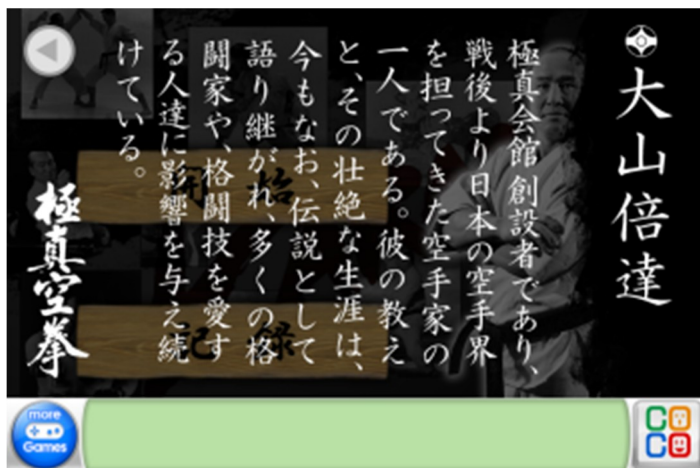 大山倍達
極真会館創設者であり、
戦後より日本の空手界
を担ってきた空手家の
一人である。彼の教え
と、その壮絶な生涯は、
今もなお、伝説として
語り継がれ、多くの格
闘家や、格闘技を愛す
る人達に影響を与え続
けている。
開始
記録
極真空拳
more
Games
COCO